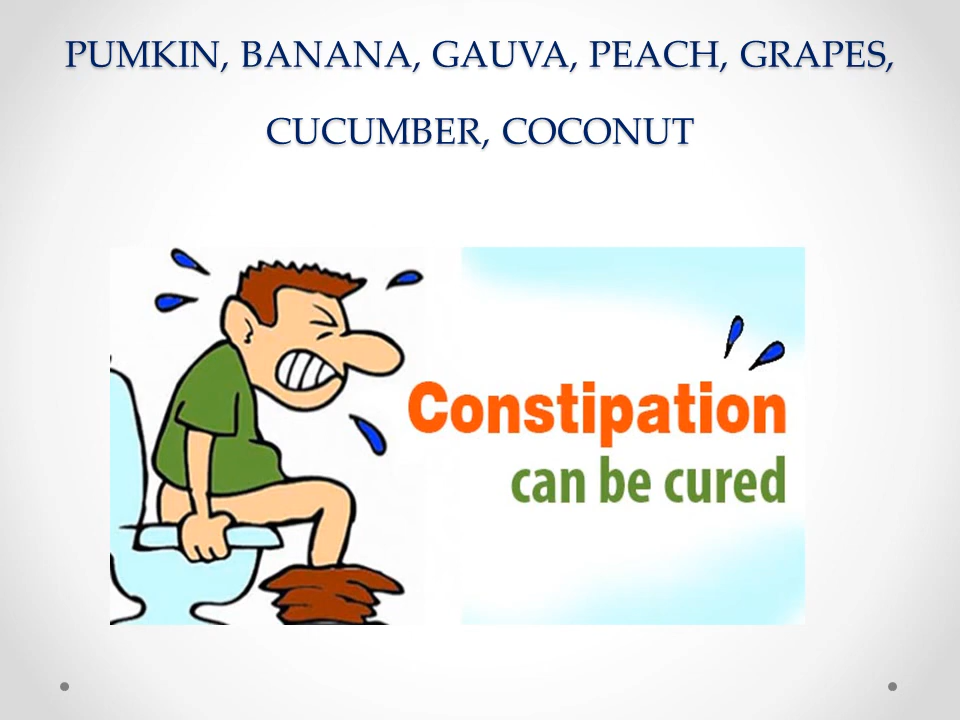 PUMKIN, BANANA, GAUVA, PEACH, GRAPES,
CUCUMBER, COCONUT
Constipation
can be cured